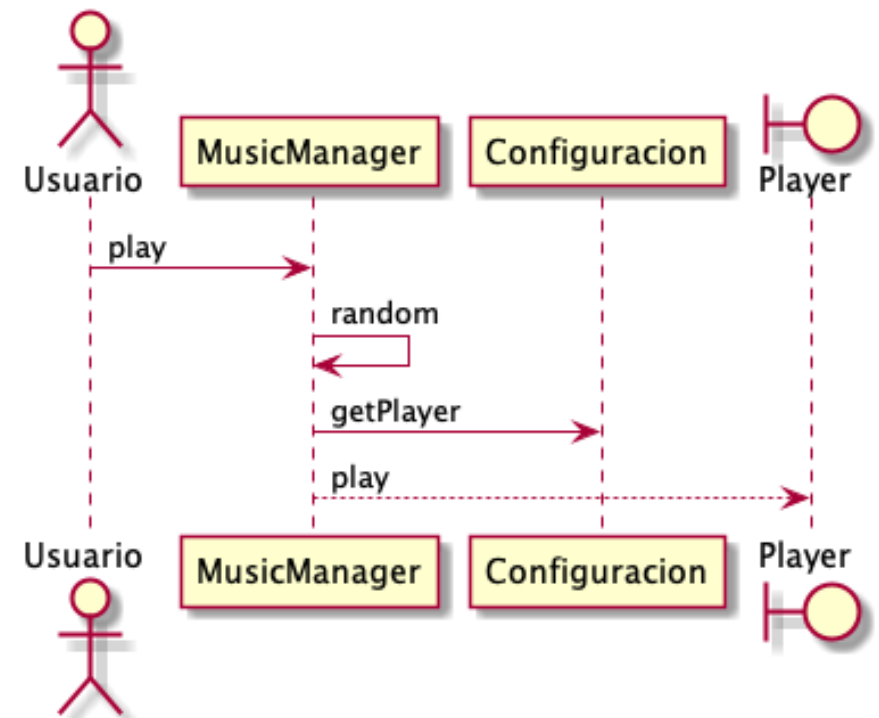 Usuario
MusicManager
Configuracion
Player
play
random
getPlayer
play
Usuario
MusicManager
Configuracion
Player